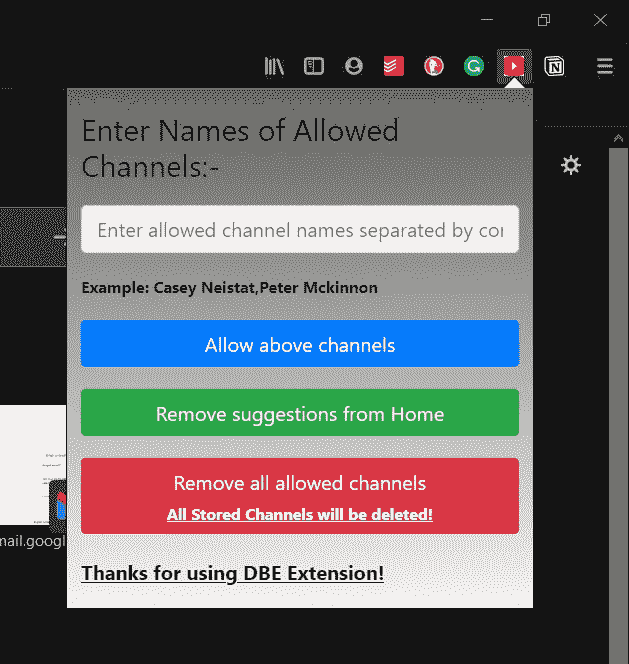 Enter Names of Allowed
Channels:-
Enter allowed channel names separated by con
Example: Casey Neistat,Peter Mckinnon
Allow above channels
Remove suggestions from Home
Remove all allowed channels
All Stored Channels will be deleted!
mail.googl
Thanks for using DBE Extension!